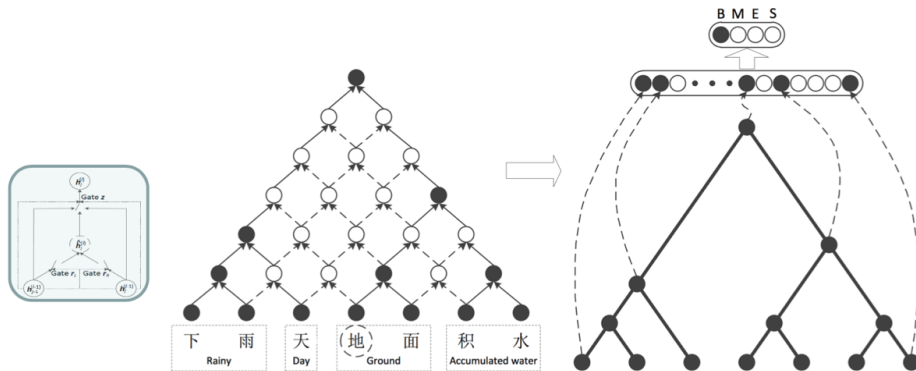 B M E S
Gate z
Gate
Gate
下 雨 天 地 面 积 水
Rainy Day Ground Accumulated water